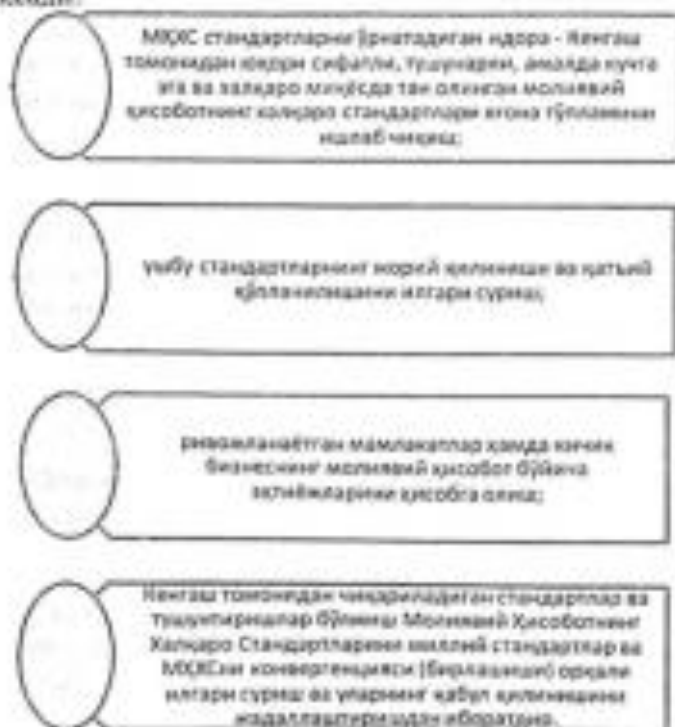 МҲХС стандартларни ўрнатадиган идора - Кенгаш
томонидан юқори сифатли, тушунарли, амалда кучга
эга ва халқаро миқёсда тан олинган молиявий
ҳисоботнинг халқаро стандартлари ягона тўпламини
ишлаб чиқиш;
ушбу стандартларнинг жорий қилиниши ва қатъий
қўлланилишини илгари суриш;
ривожланаётган мамлакатлар ҳамда кичик
бизнеснинг молиявий ҳисобот бўйича
эҳтиёжларини ҳисобга олиш;
Кенгаш томонидан чиқариладиган стандартлар ва
тушунтиришлар бўлмиш Молиявий Ҳисоботнинг
Халқаро Стандартларини миллий стандартлар ва
МҲХСни конвергенцияси (бирлашиши) орқали
илгари суриш ва уларнинг қабул қилинишини
жадаллаштиришдан иборатдир.